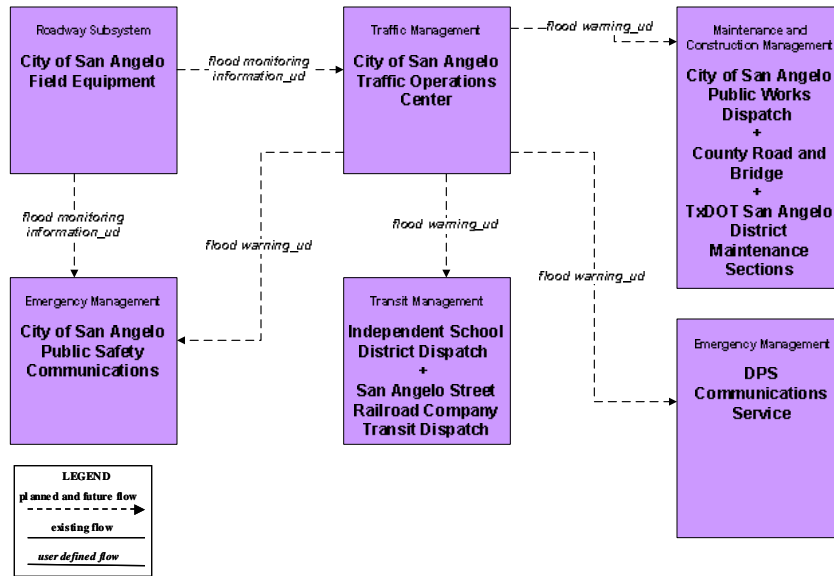 Roadway Subsystem
City of San Angelo
Field Equipment
flood monitoring
information_ud
Traffic Management
City of San Angelo
Traffic Operations
Center
flood warning_ud
Maintenance and
Construction Management
City of San Angelo
Public Works
Dispatch
+
County Road and
Bridge
+
TxDOT San Angelo
District
Maintenance
Sections
flood monitoring
information_ud
flood warning_ud
flood warning_ud
flood warning_ud
Emergency Management
City of San Angelo
Public Safety
Communications
Transit Management
Independent School
District Dispatch
+
San Angelo Street
Railroad Company
Transit Dispatch
Emergency Management
DPS
Communications
Service
LEGEND
planned and future flow
existing flow
user defined flow